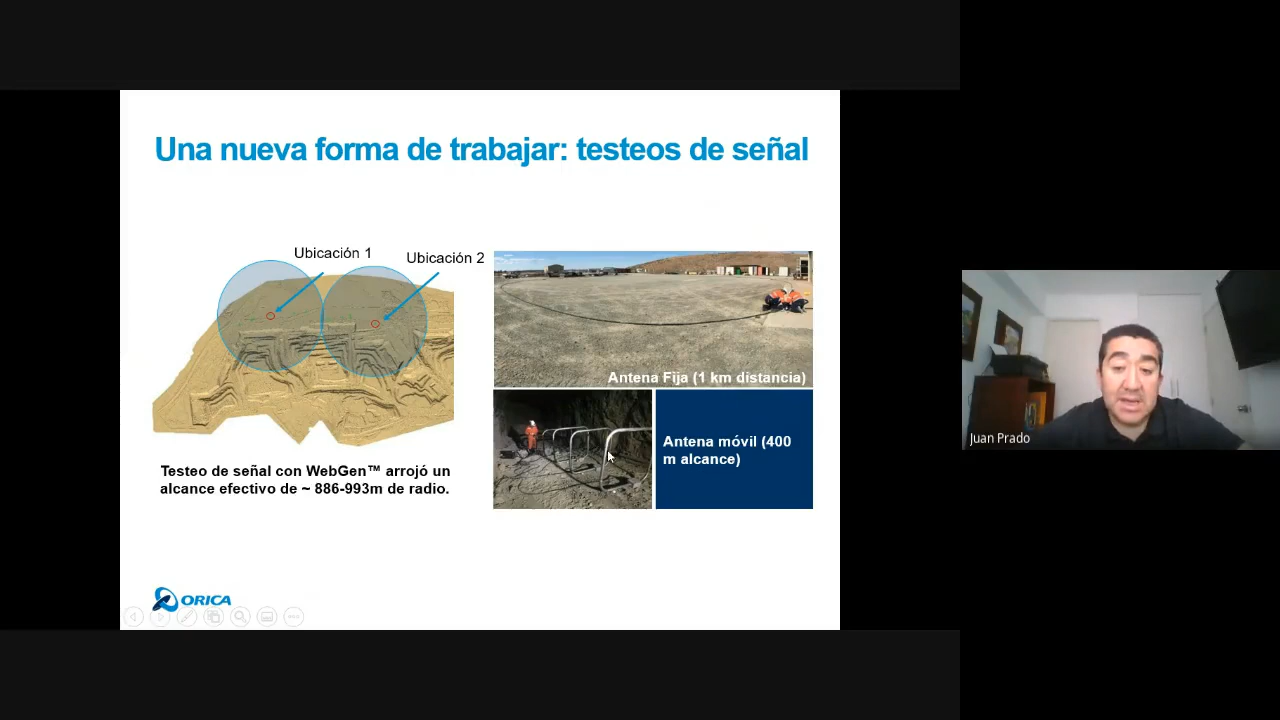 Una nueva forma de trabajar: testeos de señal
Ubicación 1
Ubicación 2
Antena Fija (1 km distancia)
Antena móvil (400
m alcance)
Testeo de señal con WebGen™ arrojó un
alcance efectivo de ~ 886-993m de radio.
ORICA
Juan Prado